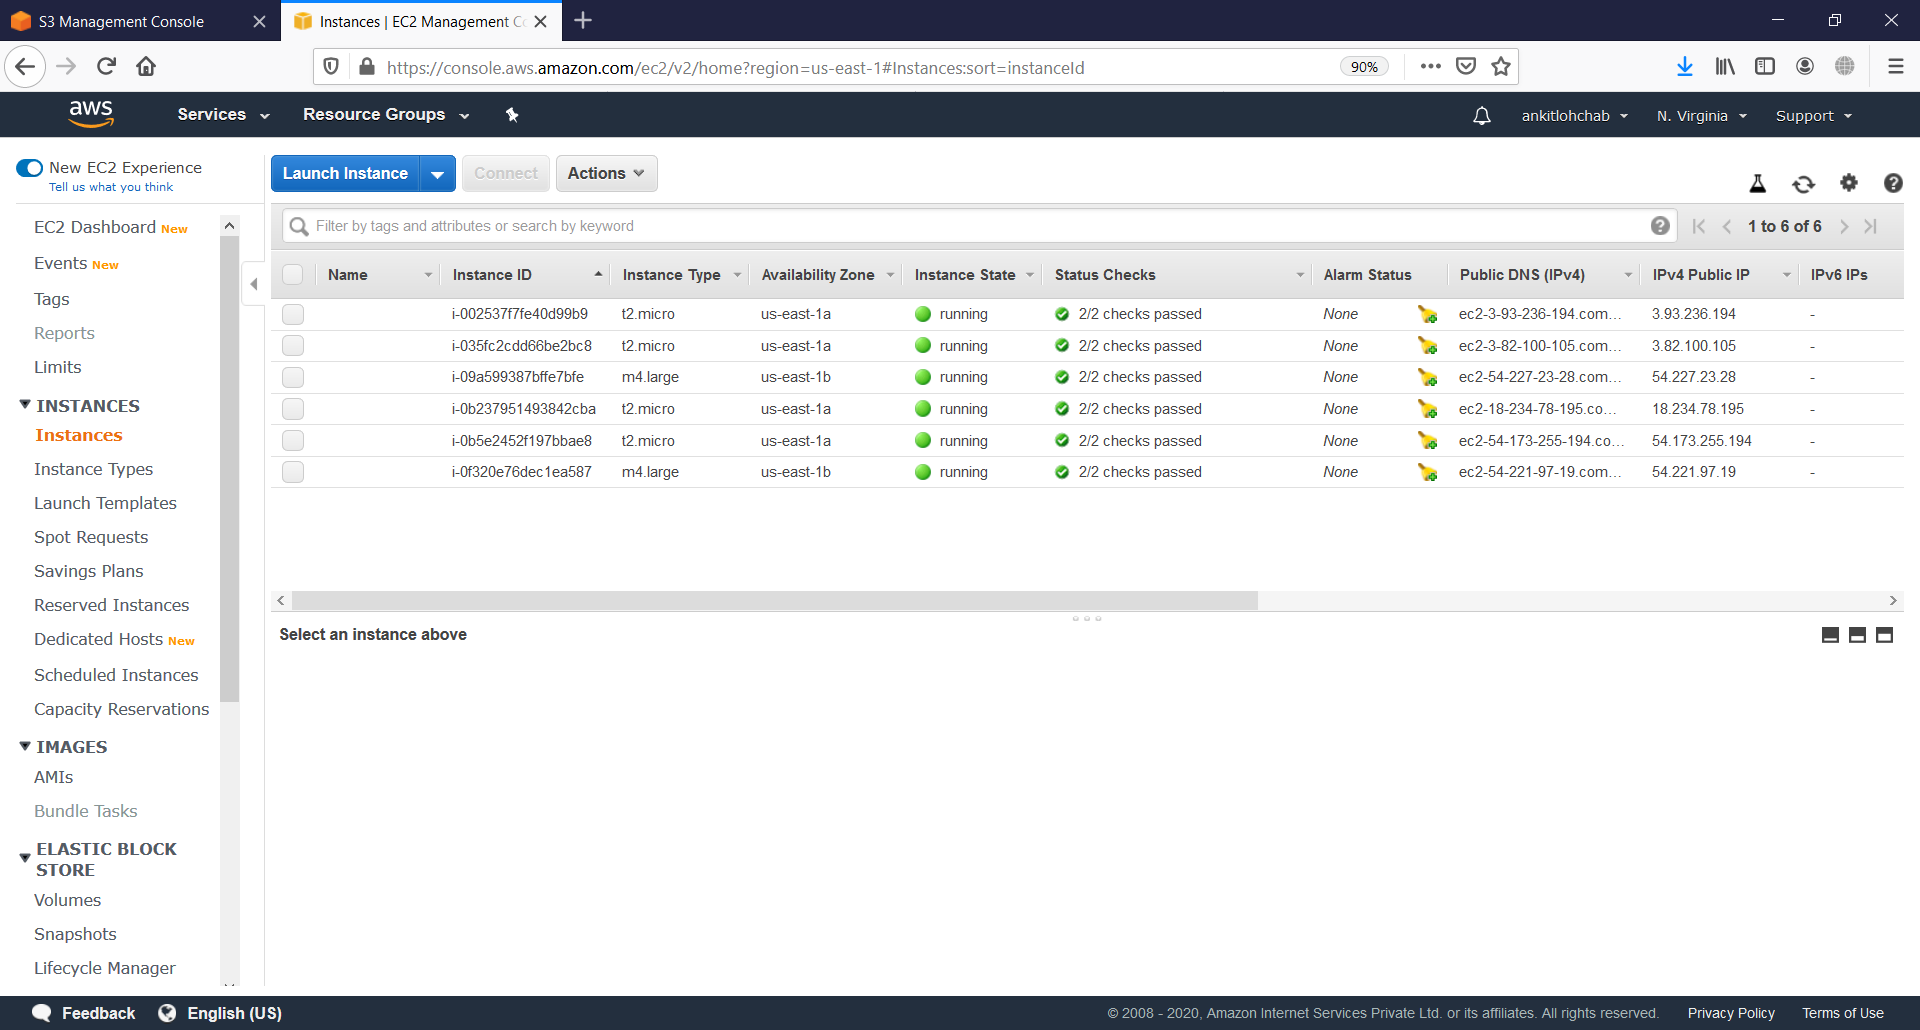 S3 Management Console
Instances | EC2 Management Co
https://console.aws.amazon.com/ec2/v2/home?region=us-east-1#Instances:sort=instanceId
90%
aws
Services
Resource Groups
ankitlohchab
N. Virginia
Support
New EC2 Experience
Tell us what you think
EC2 Dashboard New
Events New
Tags
Reports
Limits
INSTANCES
Instances
Instance Types
Launch Templates
Spot Requests
Savings Plans
Reserved Instances
Dedicated Hosts New
Scheduled Instances
Capacity Reservations
IMAGES
AMIs
Bundle Tasks
ELASTIC BLOCK
STORE
Volumes
Snapshots
Lifecycle Manager
Launch Instance
Connect
Actions
Filter by tags and attributes or search by keyword
1 to 6 of 6
Name Instance ID Instance Type Availability Zone Instance State Status Checks Alarm Status Public DNS (IPv4) IPv4 Public IP IPv6 IPs
i-002537f7fe40d99b9 t2.micro us-east-1a running 2/2 checks passed None ec2-3-93-236-194.com... 3.93.236.194 -
i-035fc2cdd66be2bc8 t2.micro us-east-1a running 2/2 checks passed None ec2-3-82-100-105.com... 3.82.100.105 -
i-09a599387bffe7bfe m4.large us-east-1b running 2/2 checks passed None ec2-54-227-23-28.com... 54.227.23.28 -
i-0b237951493842cba t2.micro us-east-1a running 2/2 checks passed None ec2-18-234-78-195.co... 18.234.78.195 -
i-0b5e2452f197bbae8 t2.micro us-east-1a running 2/2 checks passed None ec2-54-173-255-194.co... 54.173.255.194 -
i-0f320e76dec1ea587 m4.large us-east-1b running 2/2 checks passed None ec2-54-221-97-19.com... 54.221.97.19 -
Select an instance above
Feedback
English (US)
© 2008 - 2020, Amazon Internet Services Private Ltd. or its affiliates. All rights reserved.
Privacy Policy
Terms of Use